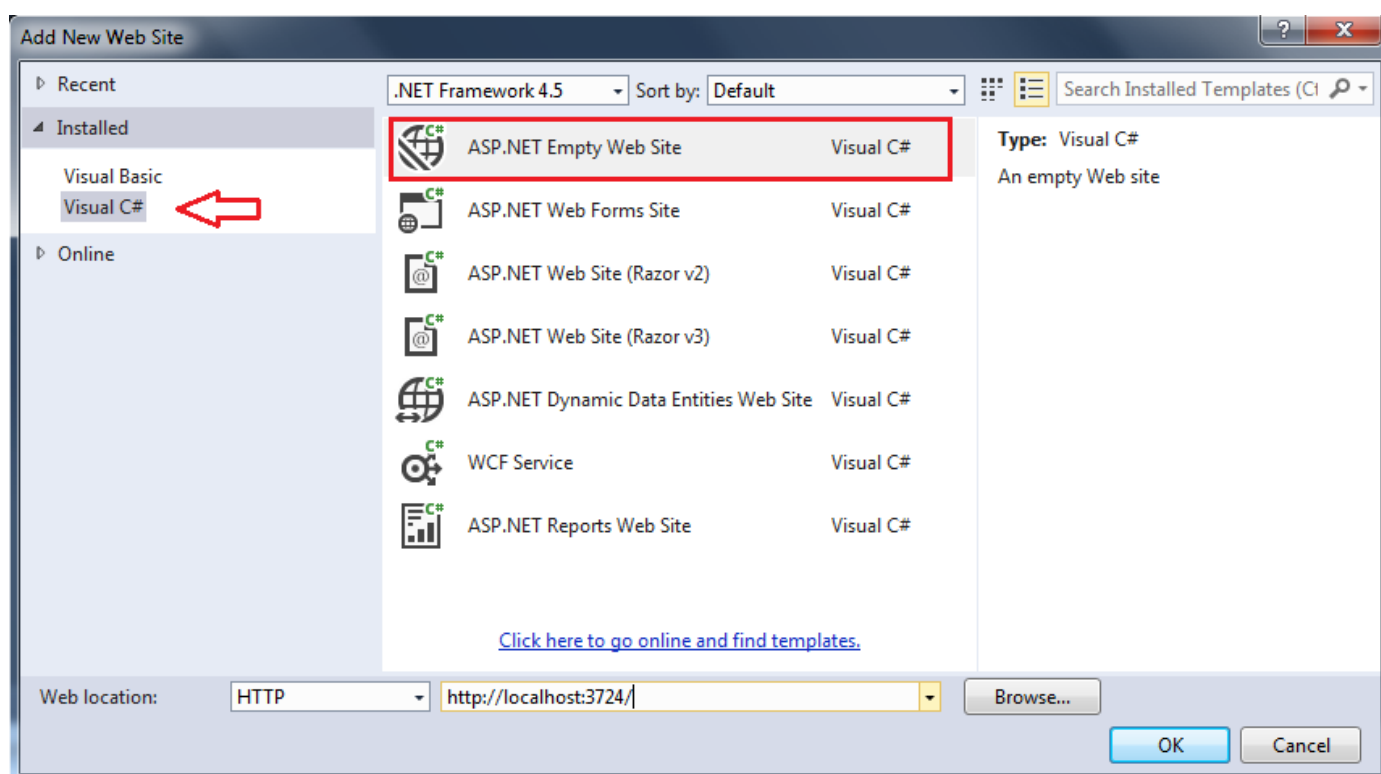 Add New Web Site
?
x
Recent
.NET Framework 4.5
Sort by:
Default
Search Installed Templates (Ct
Installed
Visual Basic
Visual C#
Online
C#
ASP.NET Empty Web Site Visual C#
C#
ASP.NET Web Forms Site Visual C#
C#
@
ASP.NET Web Site (Razor v2) Visual C#
C#
@
ASP.NET Web Site (Razor v3) Visual C#
C#
ASP.NET Dynamic Data Entities Web Site Visual C#
C#
WCF Service Visual C#
C#
ASP.NET Reports Web Site Visual C#
Click here to go online and find templates.
Type: Visual C#
An empty Web site
Web location:
HTTP
http://localhost:3724/
Browse...
OK
Cancel